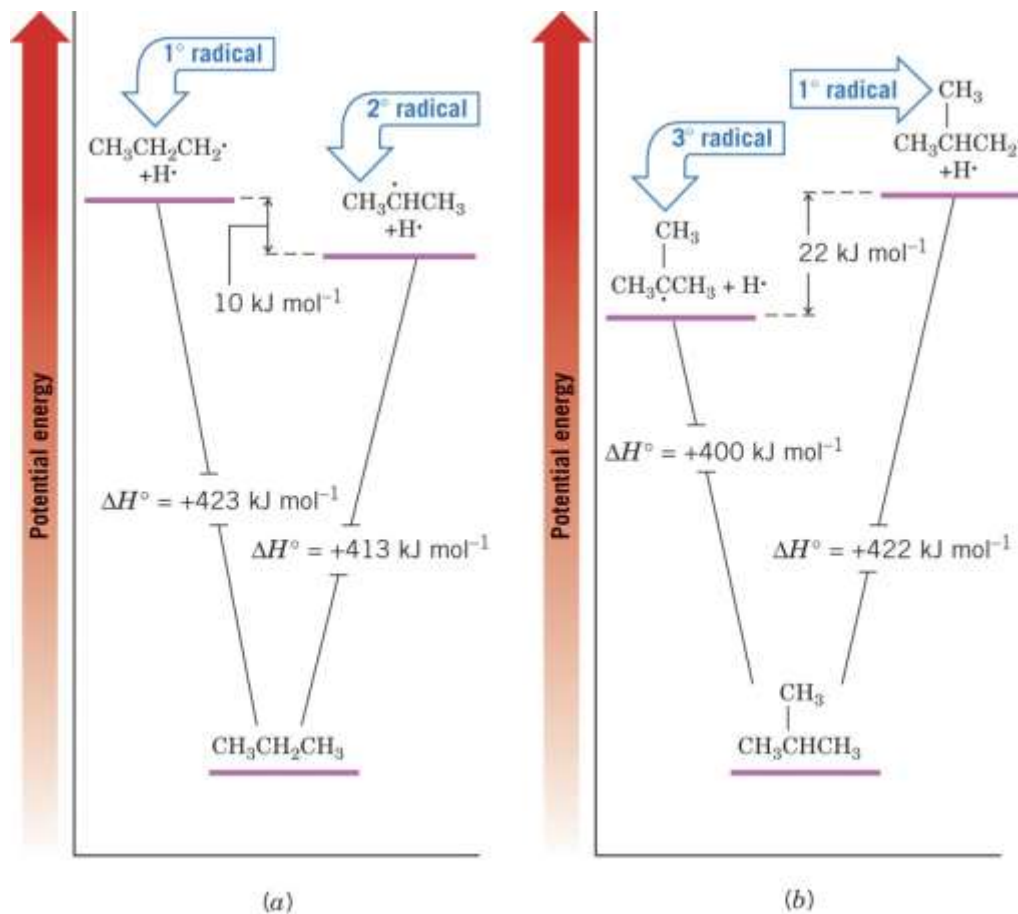 Potential energy
1° radical
CH₃CH₂CH₂·
+H·
2° radical
CH₃ĊHCH₃
+H·
10 kJ mol⁻¹
ΔH° = +423 kJ mol⁻¹
ΔH° = +413 kJ mol⁻¹
CH₃CH₂CH₃
(a)
Potential energy
3° radical
CH₃
CH₃ĊCH₃ + H·
1° radical
CH₃
CH₃CHCH₂
+H·
22 kJ mol⁻¹
ΔH° = +400 kJ mol⁻¹
ΔH° = +422 kJ mol⁻¹
CH₃
CH₃CHCH₃
(b)